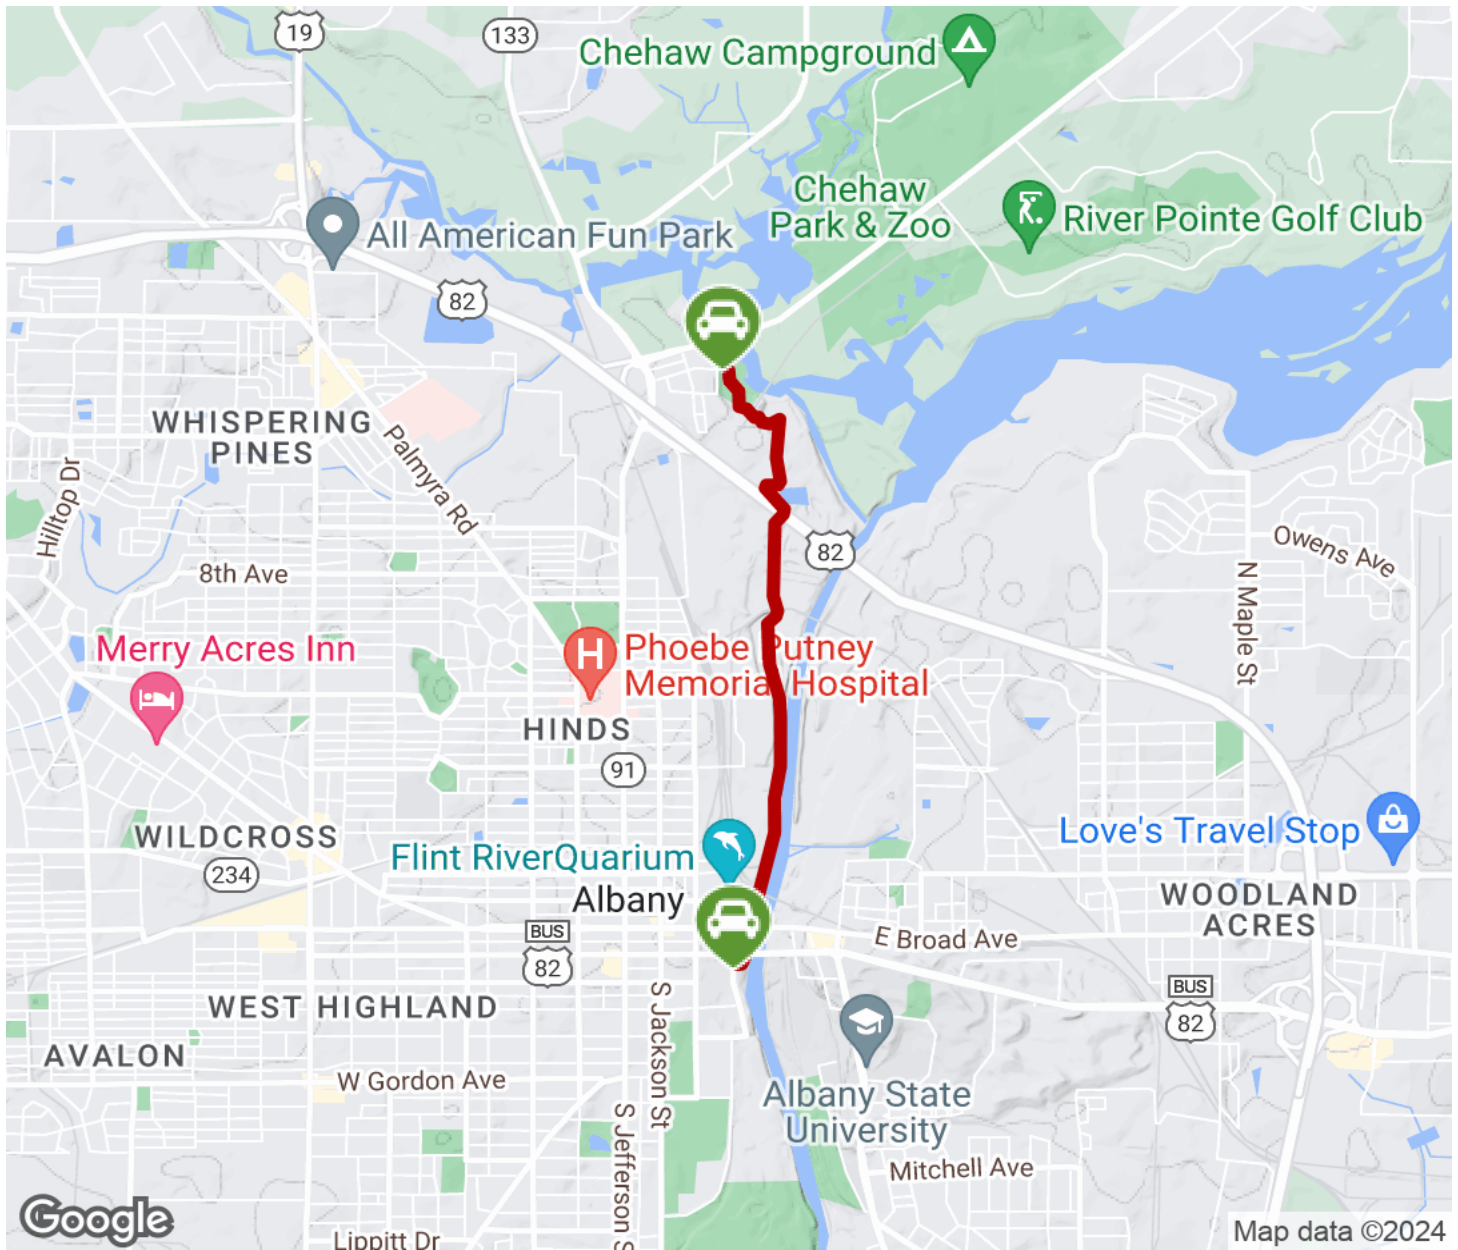 19
133
Chehaw Campground
Chehaw
Park & Zoo
River Pointe Golf Club
All American Fun Park
82
WHISPERING
PINES
Palmyra Rd
Hilltop Dr
8th Ave
82
Owens Ave
N Maple St
Merry Acres Inn
H
Phoebe Putney
Memorial Hospital
HINDS
91
WILDCROSS
234
Flint RiverQuarium
Albany
Love's Travel Stop
WOODLAND
ACRES
BUS
82
E Broad Ave
BUS
82
WEST HIGHLAND
S Jackson St
AVALON
W Gordon Ave
Albany State
University
S Jefferson S
Mitchell Ave
Lippitt Dr
Google
Map data ©2024